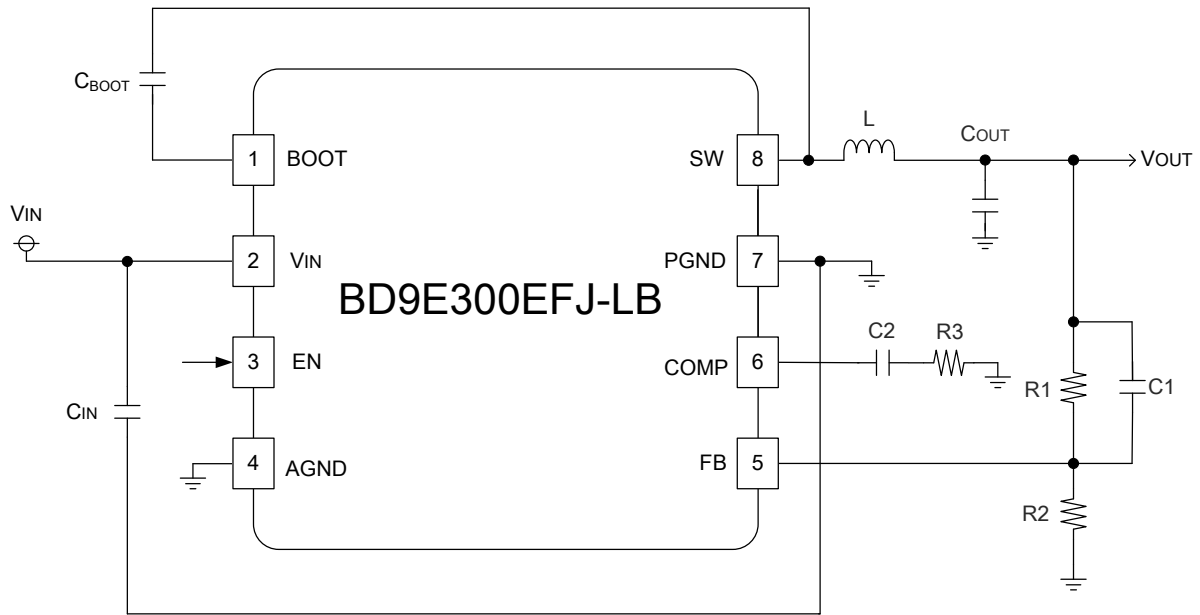 CBOOT
1
BOOT
SW
8
L
COUT
VOUT
VIN
2
VIN
PGND
7
BD9E300EFJ-LB
3
EN
COMP
6
C2
R3
R1
C1
CIN
4
AGND
FB
5
R2